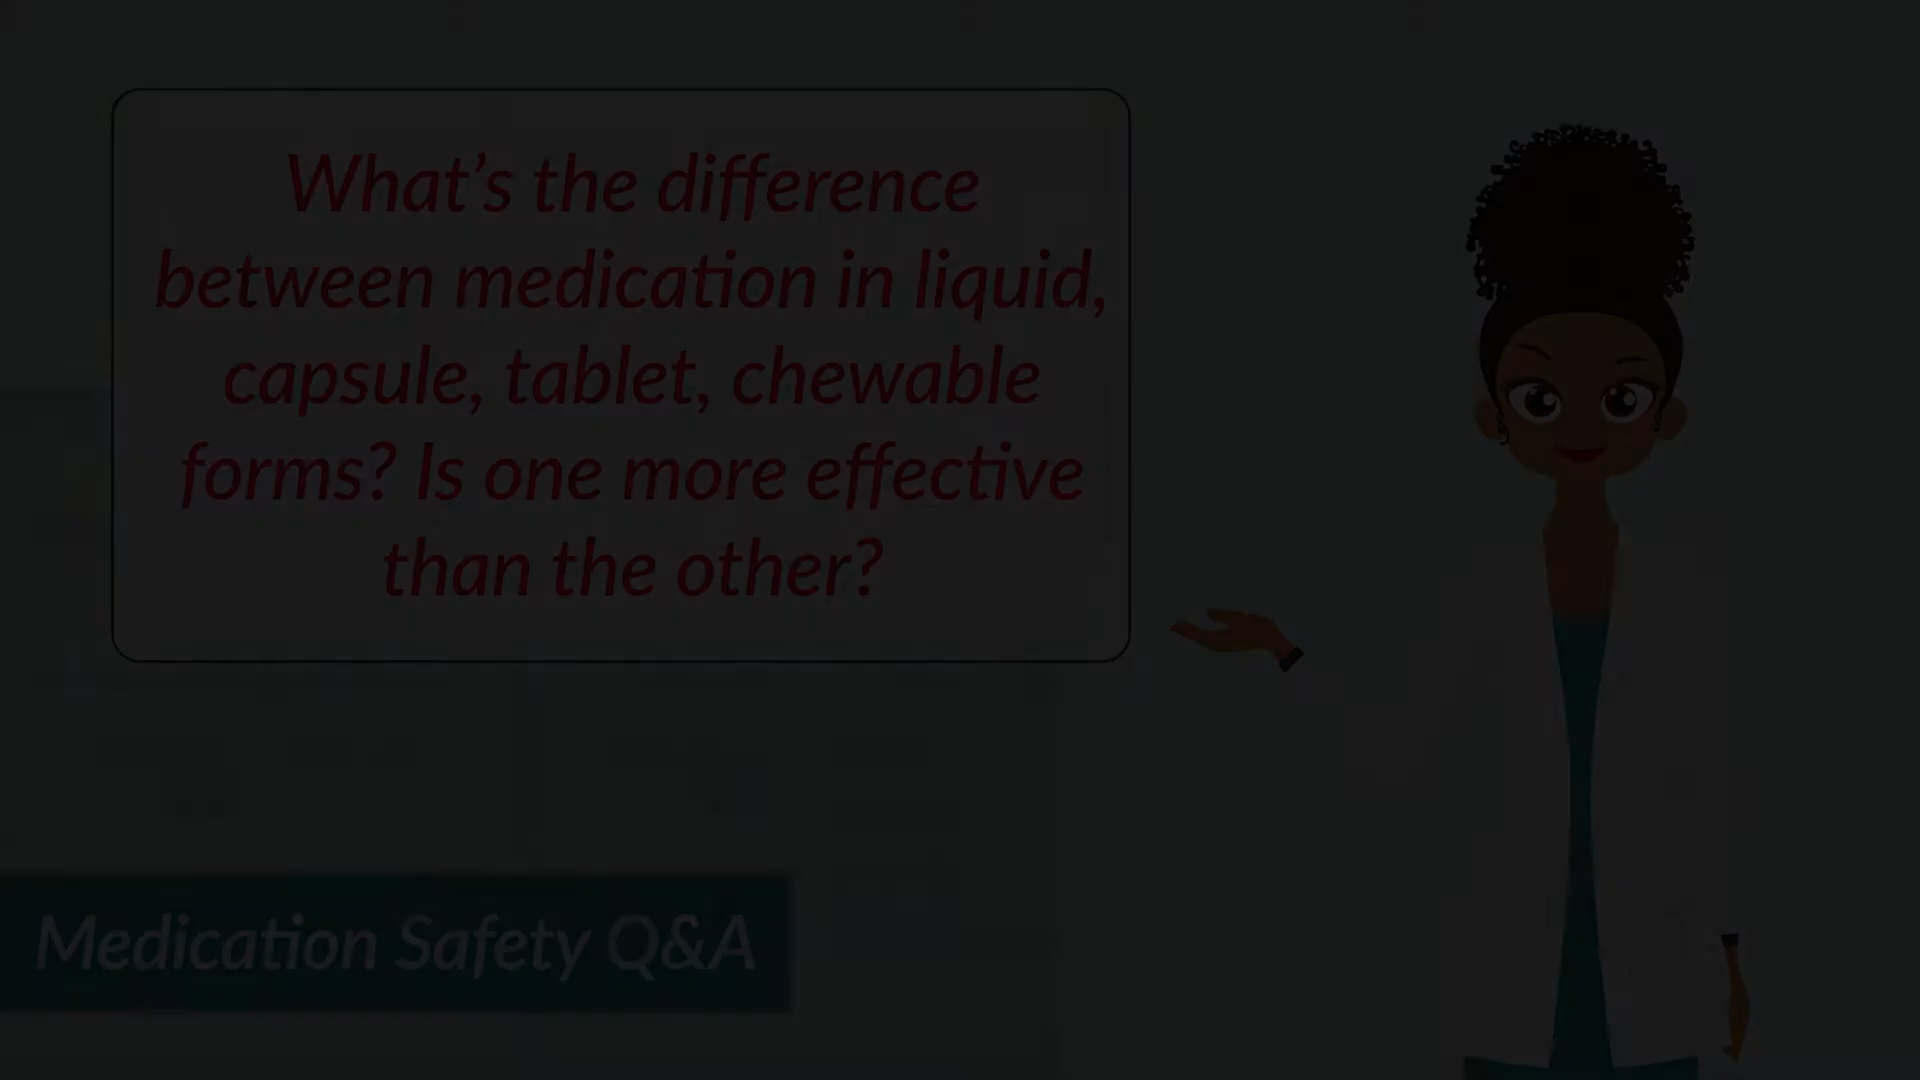 What’s the difference
between medication in liquid,
capsule, tablet, chewable
forms? Is one more effective
than the other?
Medication Safety Q&A